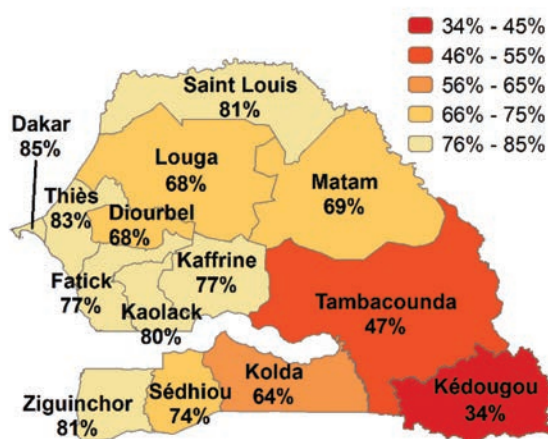 34% - 45%
46% - 55%
56% - 65%
66% - 75%
76% - 85%
Saint Louis
81%
Dakar
85%
Louga
68%
Matam
69%
Thiès
83%
Diourbel
68%
Kaffrine
77%
Fatick
77%
Kaolack
80%
Tambacounda
47%
Ziguinchor
81%
Sédhiou
74%
Kolda
64%
Kédougou
34%